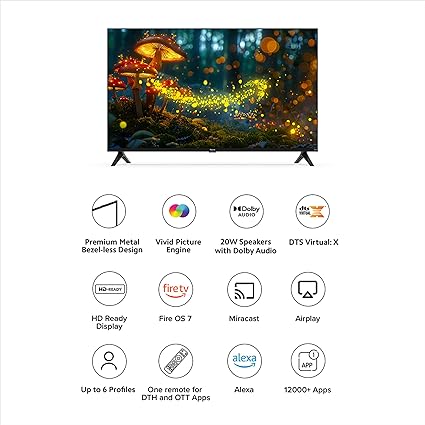 Dolby
AUDIO
dts
VIRTUAL:X
Premium Metal
Bezel-less Design
Vivid Picture
Engine
20W Speakers
with Dolby Audio
DTS Virtual: X
HD-READY
fire tv
HD Ready
Display
Fire OS 7
Miracast
Airplay
alexa
APP
Up to 6 Profiles
One remote for
DTH and OTT Apps
Alexa
12000+ Apps